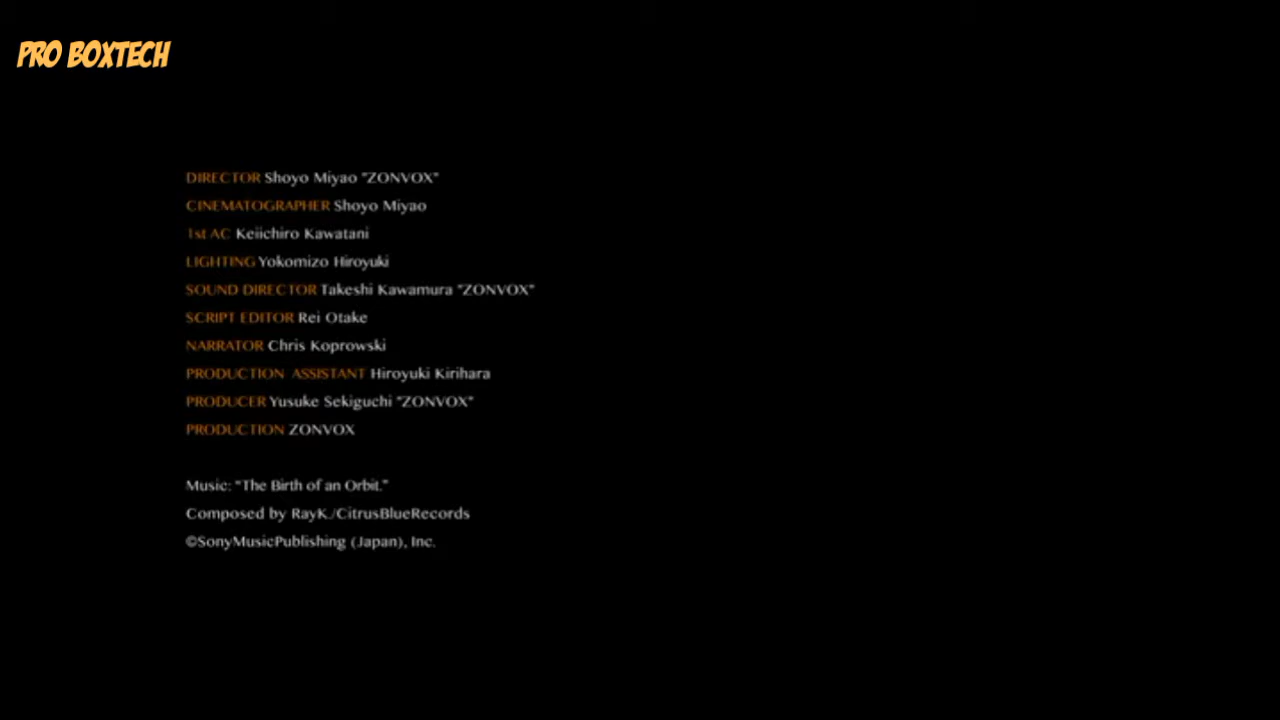 PRO BOXTECH
DIRECTOR Shoyo Miyao "ZONVOX"
CINEMATOGRAPHER Shoyo Miyao
1st AC Keiichiro Kawatani
LIGHTING Yokomizo Hiroyuki
SOUND DIRECTOR Takeshi Kawamura "ZONVOX"
SCRIPT EDITOR Rei Otake
NARRATOR Chris Koprowski
PRODUCTION ASSISTANT Hiroyuki Kirihara
PRODUCER Yusuke Sekiguchi "ZONVOX"
PRODUCTION ZONVOX
Music: "The Birth of an Orbit."
Composed by RayK./CitrusBlueRecords
©SonyMusicPublishing (Japan), Inc.